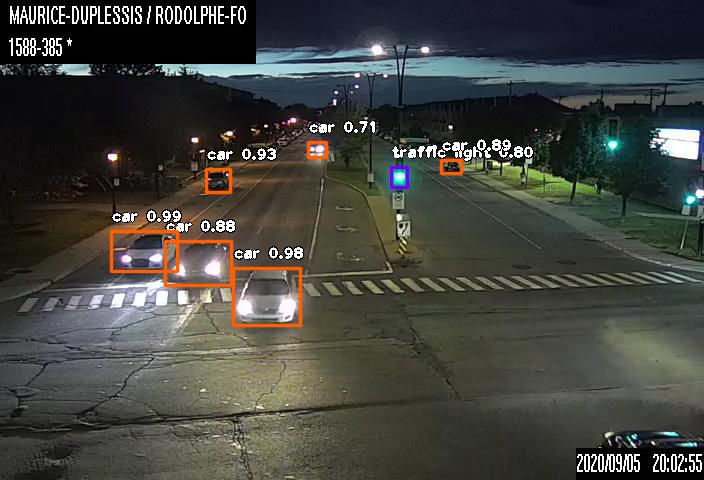 MAURICE-DUPLESSIS / RODOLPHE-FO
1588-385 *
car 0.71
car 0.89
traffic light 0.80
car 0.93
car 0.99
car 0.88
car 0.98
2020/09/05 20:02:55